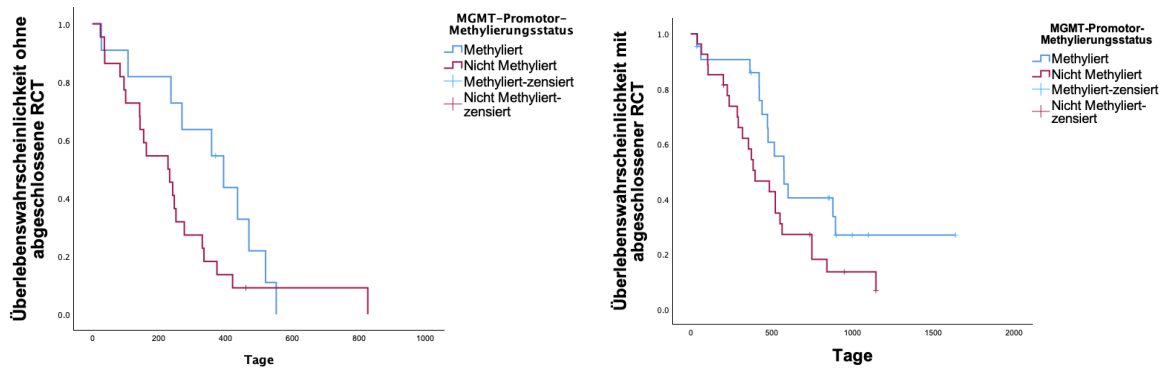 Überlebenswahrscheinlichkeit ohne
abgeschlossene RCT
1.0
0.8
0.6
0.4
0.2
0.0
0
200
400
600
800
1000
Tage
MGMT-Promotor-
Methylierungsstatus
Methyliert
Nicht Methyliert
Methyliert-zensiert
Nicht Methyliert-
zensiert
Überlebenswahrscheinlichkeit mit
abgeschlossener RCT
1.0
0.8
0.6
0.4
0.2
0.0
0
500
1000
1500
2000
Tage
MGMT-Promotor-
Methylierungsstatus
Methyliert
Nicht Methyliert
Methyliert-zensiert
Nicht Methyliert-
zensiert